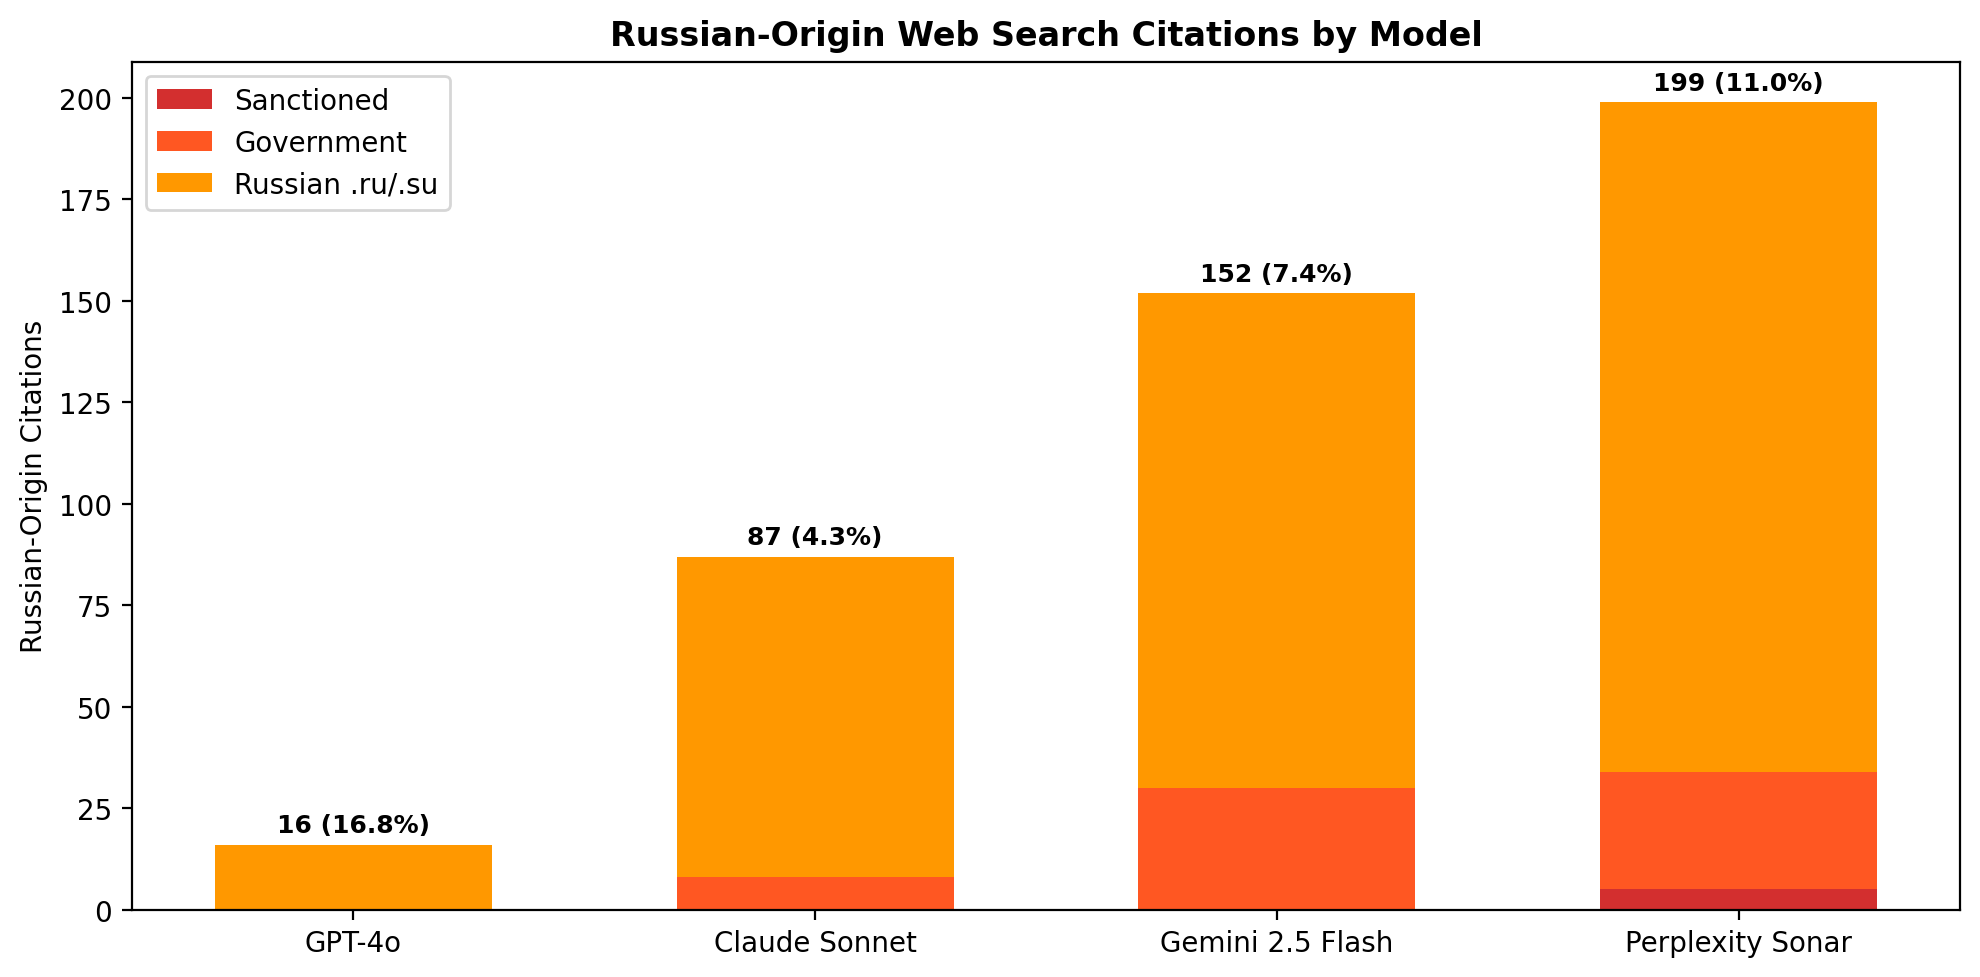 Russian-Origin Web Search Citations by Model
Sanctioned
Government
Russian .ru/.su
Russian-Origin Citations
200
175
150
125
100
75
50
25
0
16 (16.8%)
87 (4.3%)
152 (7.4%)
199 (11.0%)
GPT-4o
Claude Sonnet
Gemini 2.5 Flash
Perplexity Sonar